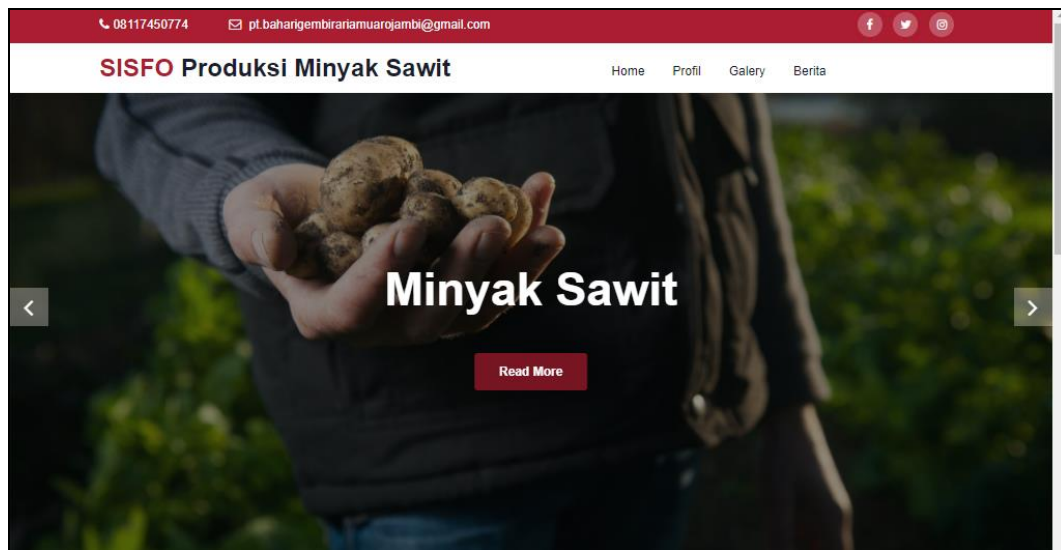 08117450774 pt.baharigembirariamuarojambi@gmail.com
SISFO Produksi Minyak Sawit Home Profil Galery Berita
Minyak Sawit
Read More